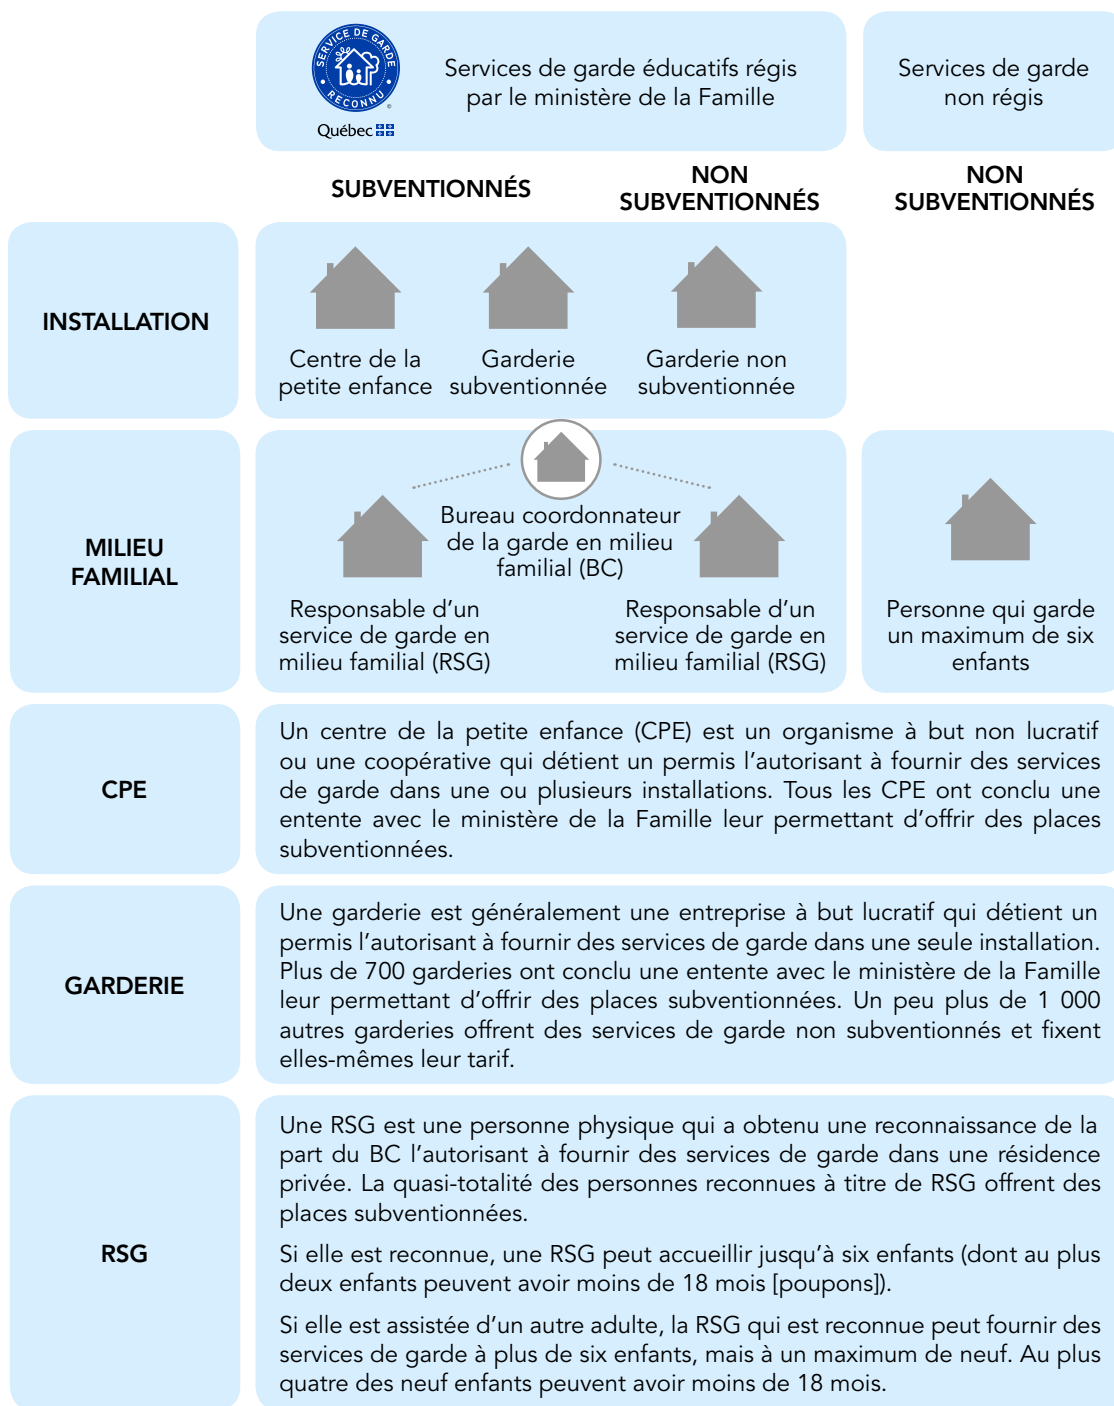 SERVICE DE GARDE
RECONNU
Québec
Services de garde éducatifs régis
par le ministère de la Famille
Services de garde
non régis
SUBVENTIONNÉS
NON
SUBVENTIONNÉS
NON
SUBVENTIONNÉS
INSTALLATION
Centre de la
petite enfance
Garderie
subventionnée
Garderie non
subventionnée
MILIEU
FAMILIAL
Bureau coordonnateur
de la garde en milieu
familial (BC)
Responsable d’un
service de garde en
milieu familial (RSG)
Responsable d’un
service de garde en
milieu familial (RSG)
Personne qui garde
un maximum de six
enfants
CPE
Un centre de la petite enfance (CPE) est un organisme à but non lucratif
ou une coopérative qui détient un permis l’autorisant à fournir des services
de garde dans une ou plusieurs installations. Tous les CPE ont conclu une
entente avec le ministère de la Famille leur permettant d’offrir des places
subventionnées.
GARDERIE
Une garderie est généralement une entreprise à but lucratif qui détient un
permis l’autorisant à fournir des services de garde dans une seule installation.
Plus de 700 garderies ont conclu une entente avec le ministère de la Famille
leur permettant d’offrir des places subventionnées. Un peu plus de 1 000
autres garderies offrent des services de garde non subventionnés et fixent
elles-mêmes leur tarif.
RSG
Une RSG est une personne physique qui a obtenu une reconnaissance de la
part du BC l’autorisant à fournir des services de garde dans une résidence
privée. La quasi-totalité des personnes reconnues à titre de RSG offrent des
places subventionnées.
Si elle est reconnue, une RSG peut accueillir jusqu’à six enfants (dont au plus
deux enfants peuvent avoir moins de 18 mois [poupons]).
Si elle est assistée d’un autre adulte, la RSG qui est reconnue peut fournir des
services de garde à plus de six enfants, mais à un maximum de neuf. Au plus
quatre des neuf enfants peuvent avoir moins de 18 mois.